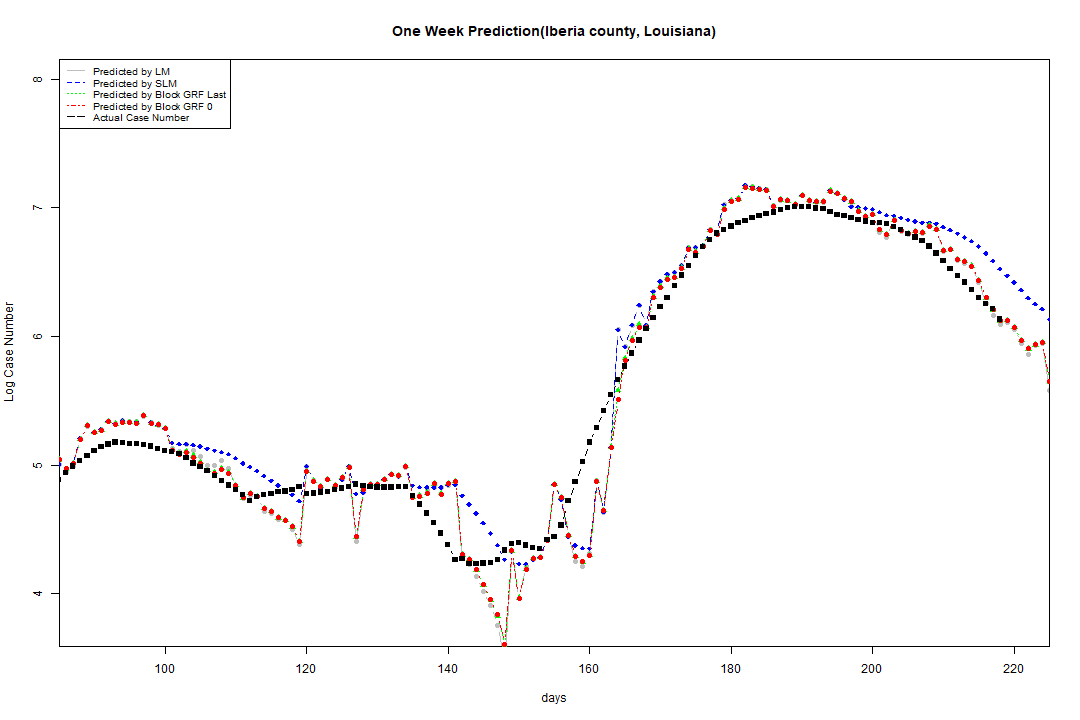 One Week Prediction(Iberia county, Louisiana)
Predicted by LM
Predicted by SLM
Predicted by Block GRF Last
Predicted by Block GRF 0
Actual Case Number
8
7
6
5
4
Log Case Number
100 120 140 160 180 200 220
days